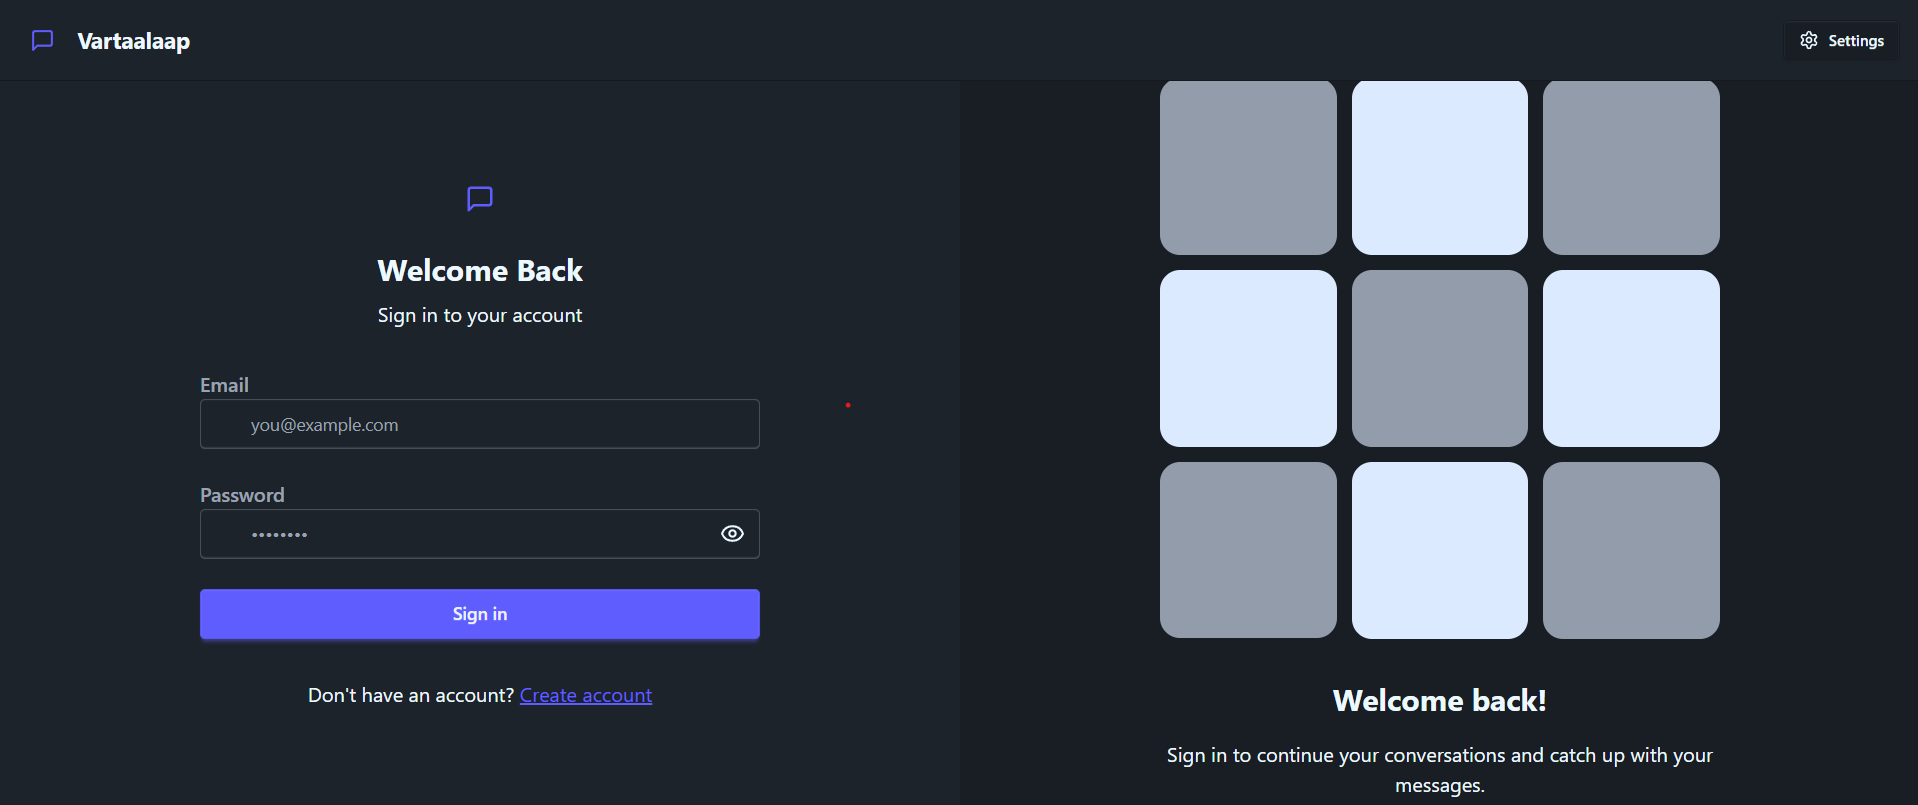 Vartaalaap
Settings
Welcome Back
Sign in to your account
Email
you@example.com
Password
••••••••
Sign in
Don't have an account? Create account
Welcome back!
Sign in to continue your conversations and catch up with your
messages.